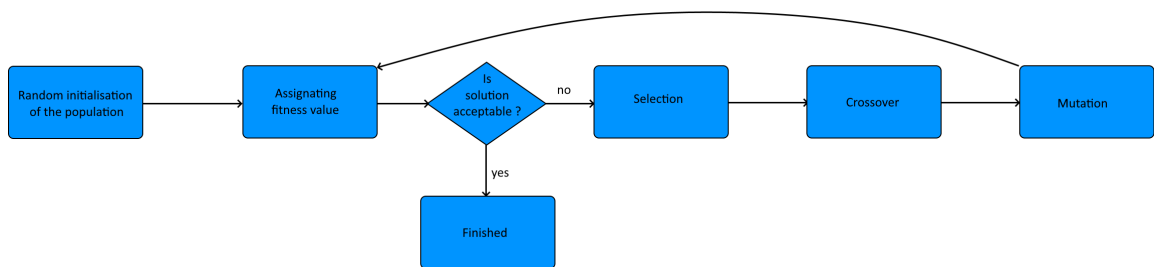 Random initialisation
of the population
Assignating
fitness value
Is
solution
acceptable ?
no
Selection
Crossover
Mutation
yes
Finished